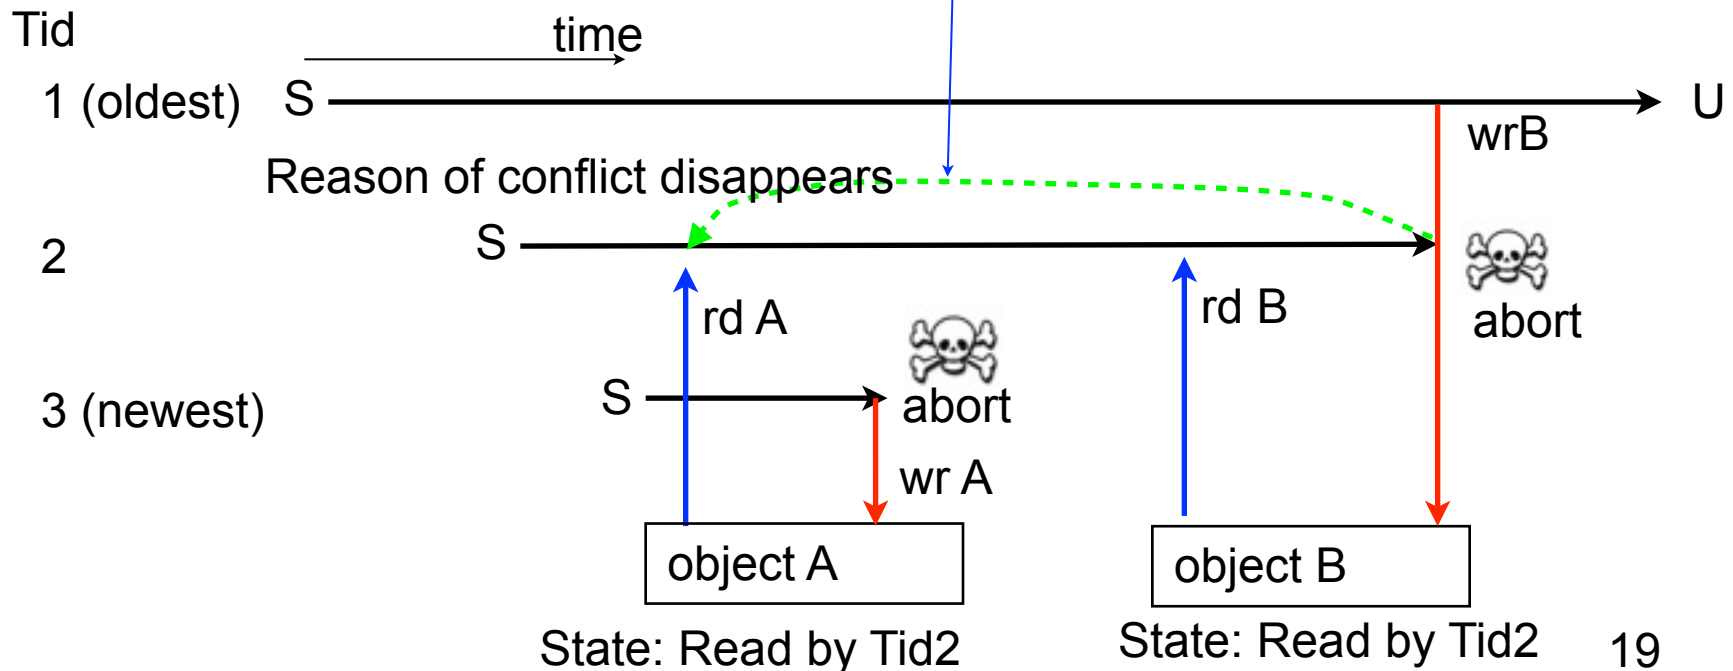 Tid
time
1 (oldest) S U
wrB
Reason of conflict disappears
2 S
rd A rd B abort
3 (newest) S abort
wr A
object A object B
State: Read by Tid2 State: Read by Tid2 19